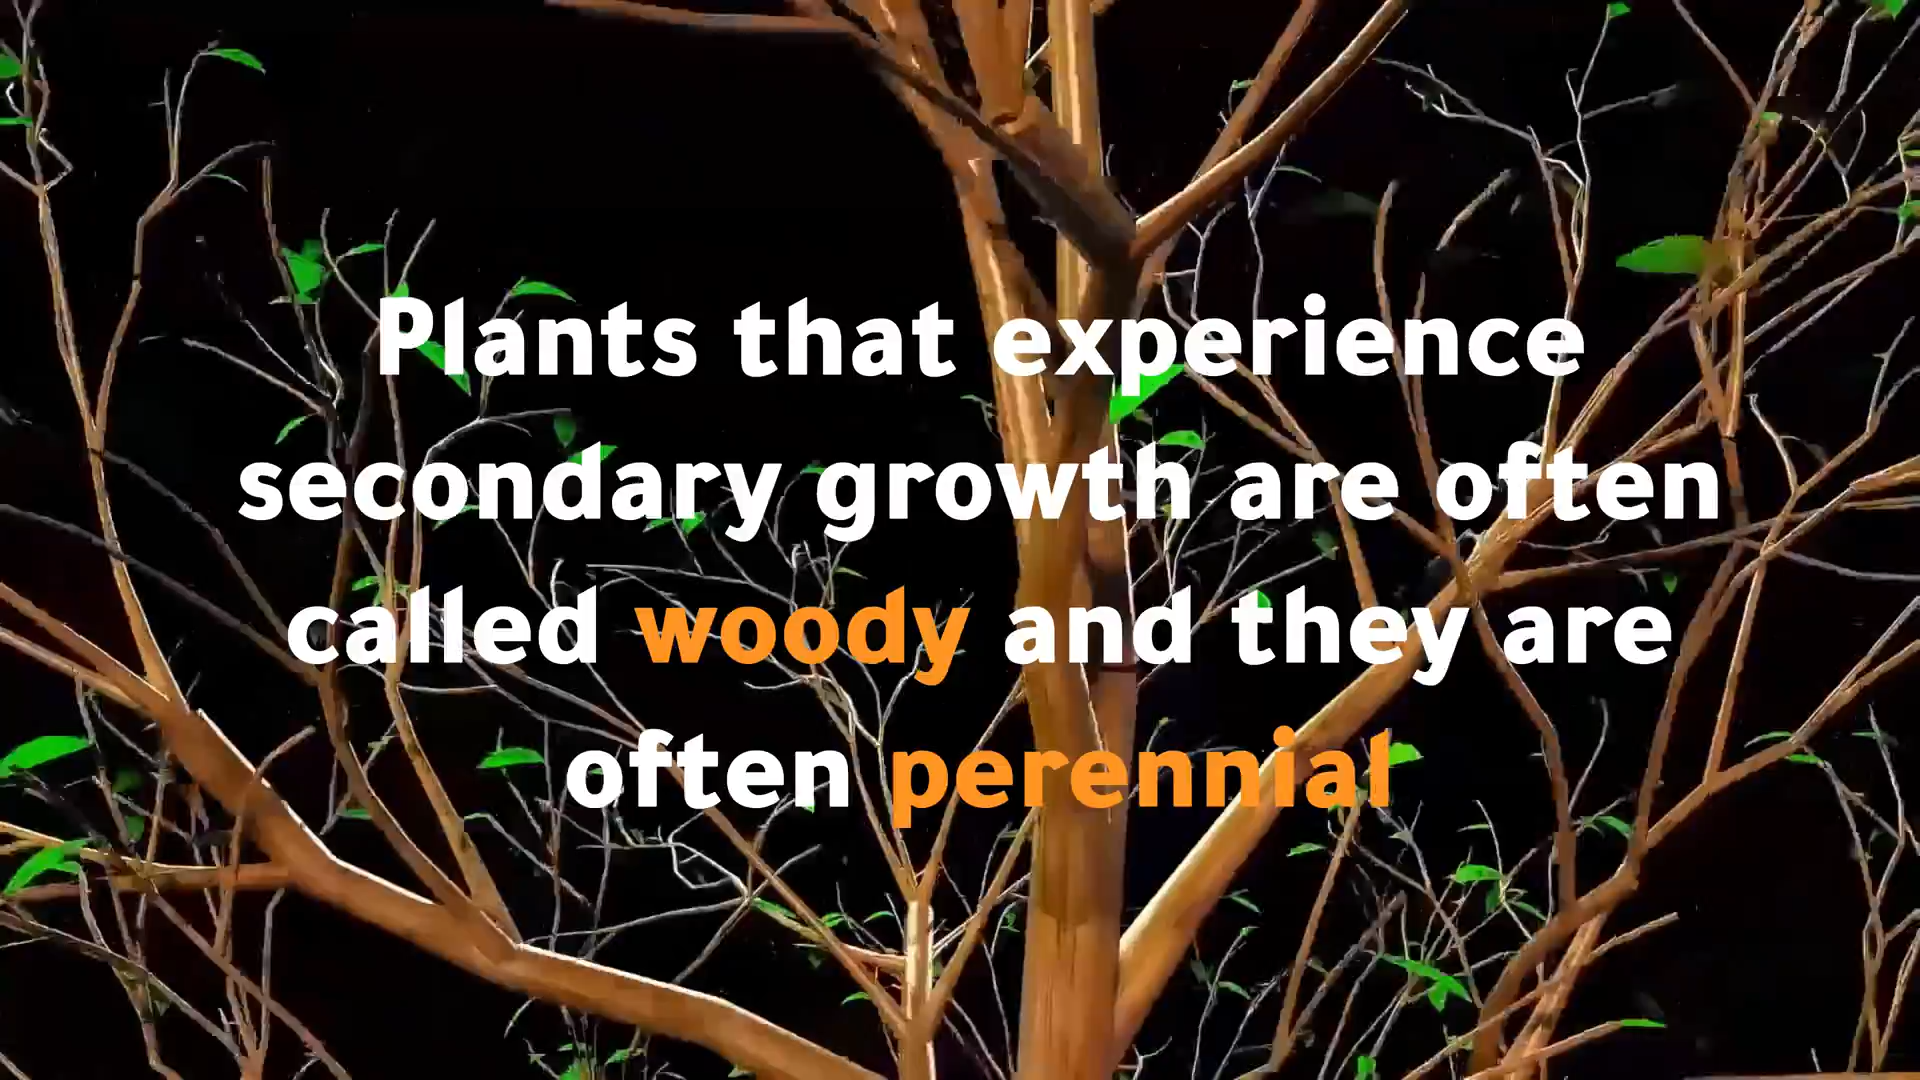 Plants that experience
secondary growth are often
called woody and they are
often perennial